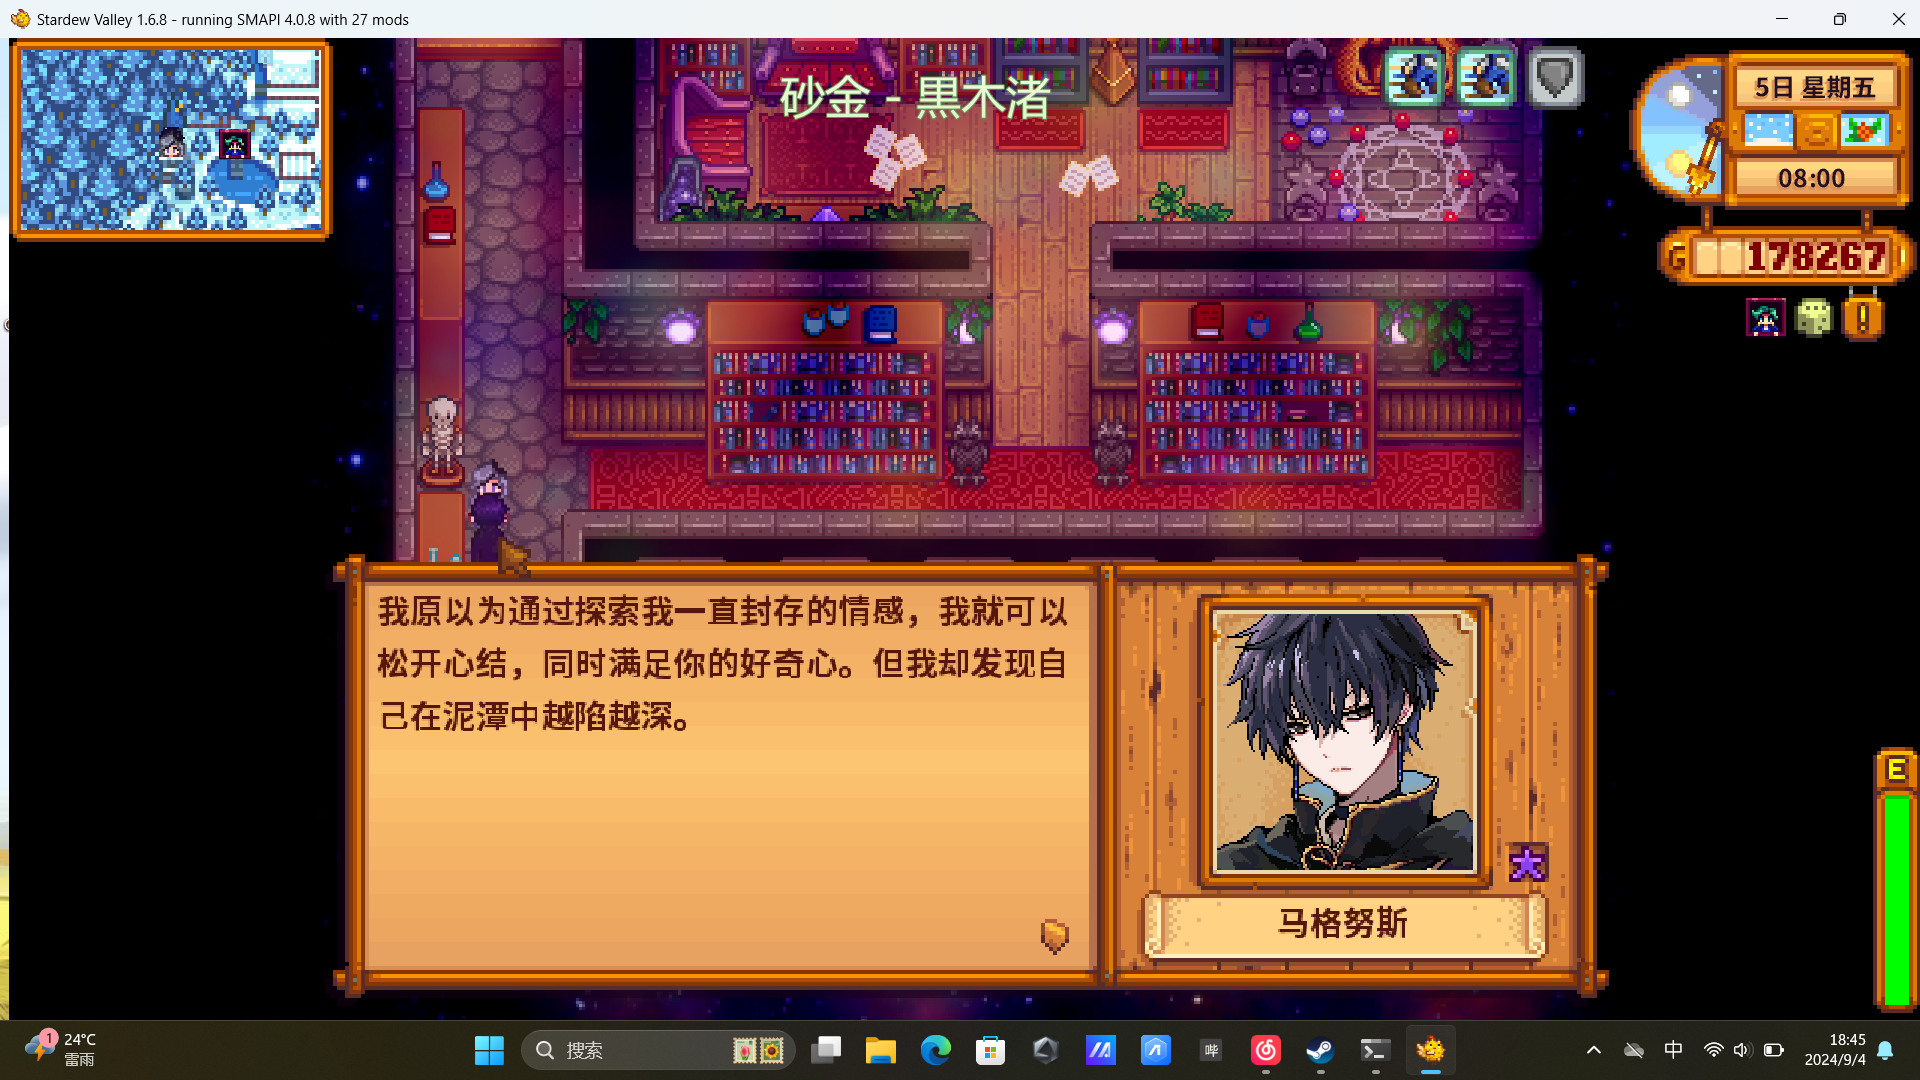 Stardew Valley 1.6.8 - running SMAPI 4.0.8 with 27 mods
砂金 - 黒木渚
5日 星期五
08:00
G 178267
我原以为通过探索我一直封存的情感，我就可以
松开心结，同时满足你的好奇心。但我却发现自
己在泥潭中越陷越深。
马格努斯
E
1
24°C
雷雨
搜索
哔
中
18:45
2024/9/4